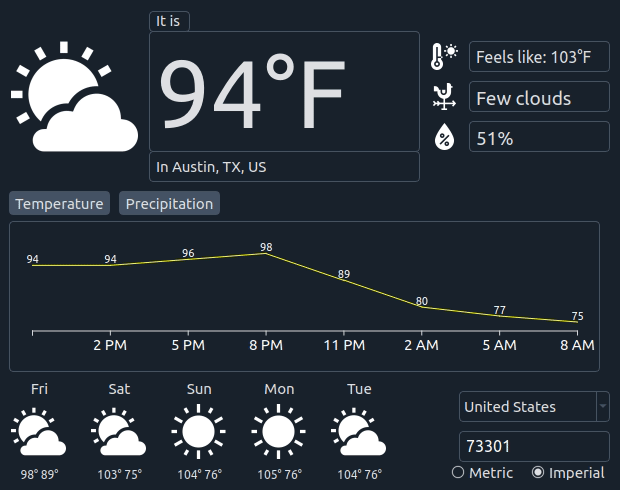 It is
94°F
In Austin, TX, US
Feels like: 103°F
Few clouds
51%
Temperature Precipitation
94 94 96 98 89 80 77 75
2 PM 5 PM 8 PM 11 PM 2 AM 5 AM 8 AM
Fri Sat Sun Mon Tue
98° 89° 103° 75° 104° 76° 105° 76° 104° 76°
United States
73301
Metric Imperial